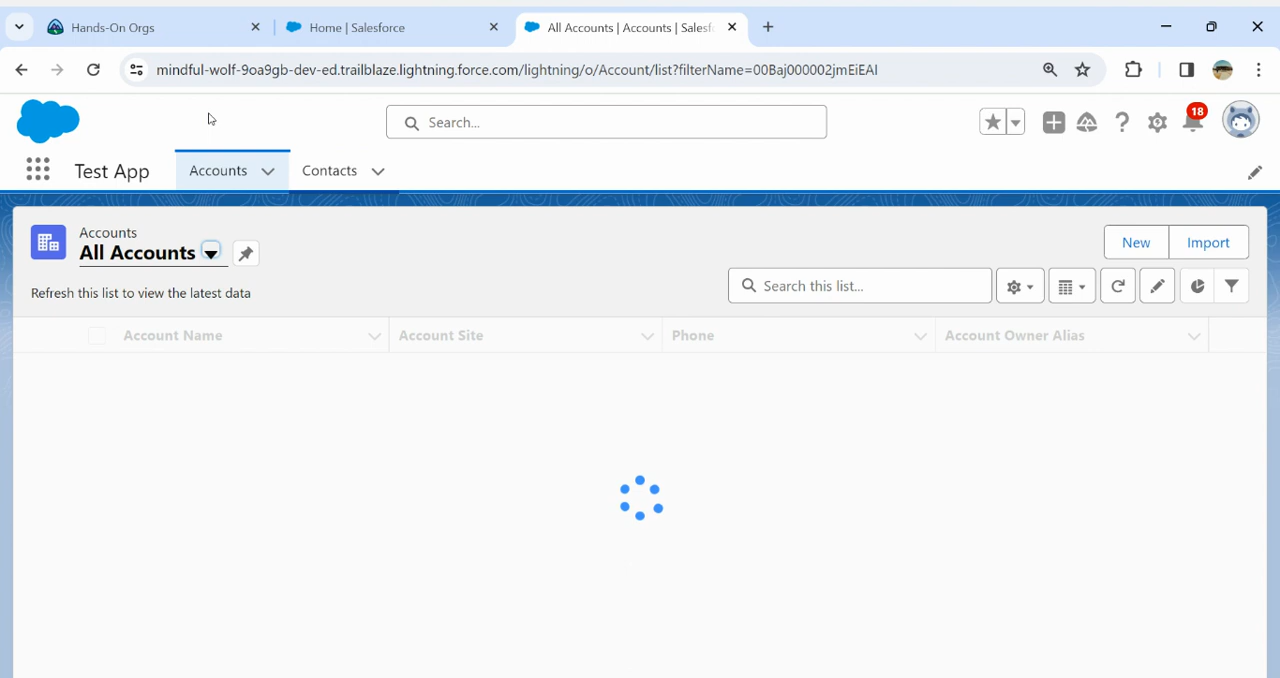 Hands-On Orgs
Home | Salesforce
All Accounts | Accounts | Salesf
mindful-wolf-9oa9gb-dev-ed.trailblaze.lightning.force.com/lightning/o/Account/list?filterName=00Baj000002jmEiEAI
Search...
18
Test App
Accounts
Contacts
Accounts
All Accounts
New
Import
Refresh this list to view the latest data
Search this list...
Account Name
Account Site
Phone
Account Owner Alias